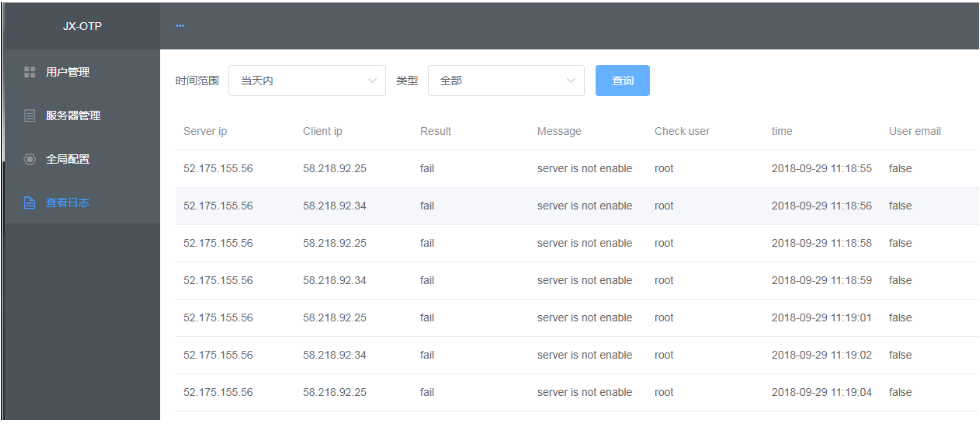 JX-OTP
···
用户管理
服务器管理
全局配置
查看日志
时间范围 当天内 类型 全部 查询
Server ip Client ip Result Message Check user time User email
52.175.155.56 58.218.92.25 fail server is not enable root 2018-09-29 11:18:55 false
52.175.155.56 58.218.92.34 fail server is not enable root 2018-09-29 11:18:56 false
52.175.155.56 58.218.92.25 fail server is not enable root 2018-09-29 11:18:58 false
52.175.155.56 58.218.92.34 fail server is not enable root 2018-09-29 11:18:59 false
52.175.155.56 58.218.92.25 fail server is not enable root 2018-09-29 11:19:01 false
52.175.155.56 58.218.92.34 fail server is not enable root 2018-09-29 11:19:02 false
52.175.155.56 58.218.92.25 fail server is not enable root 2018-09-29 11:19:04 false